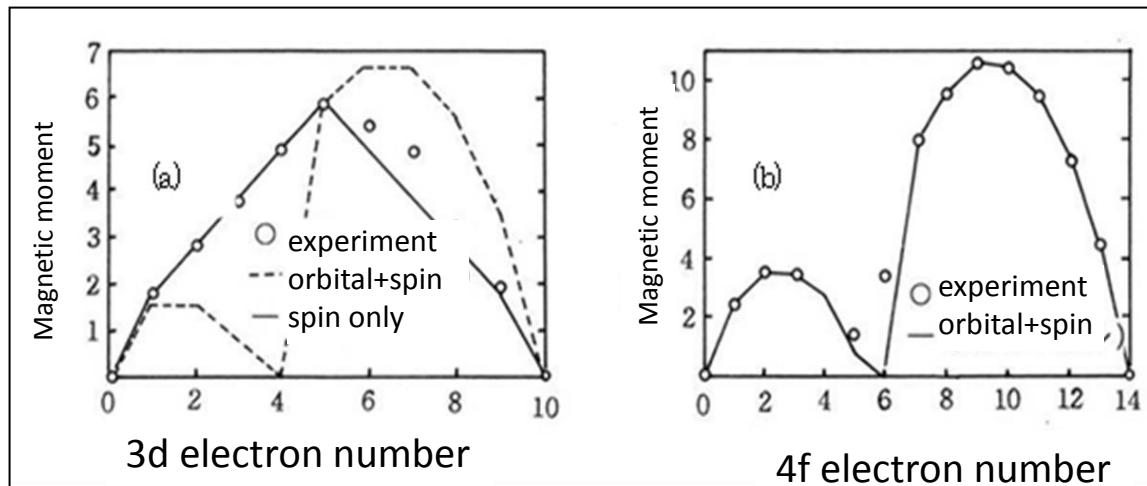 Magnetic moment
7
6
5
4
3
2
1
(a)
experiment
orbital+spin
spin only
0 2 4 6 8 10
3d electron number
Magnetic moment
10
8
6
4
2
(b)
experiment
orbital+spin )
0 2 4 6 8 10 12 14
4f electron number